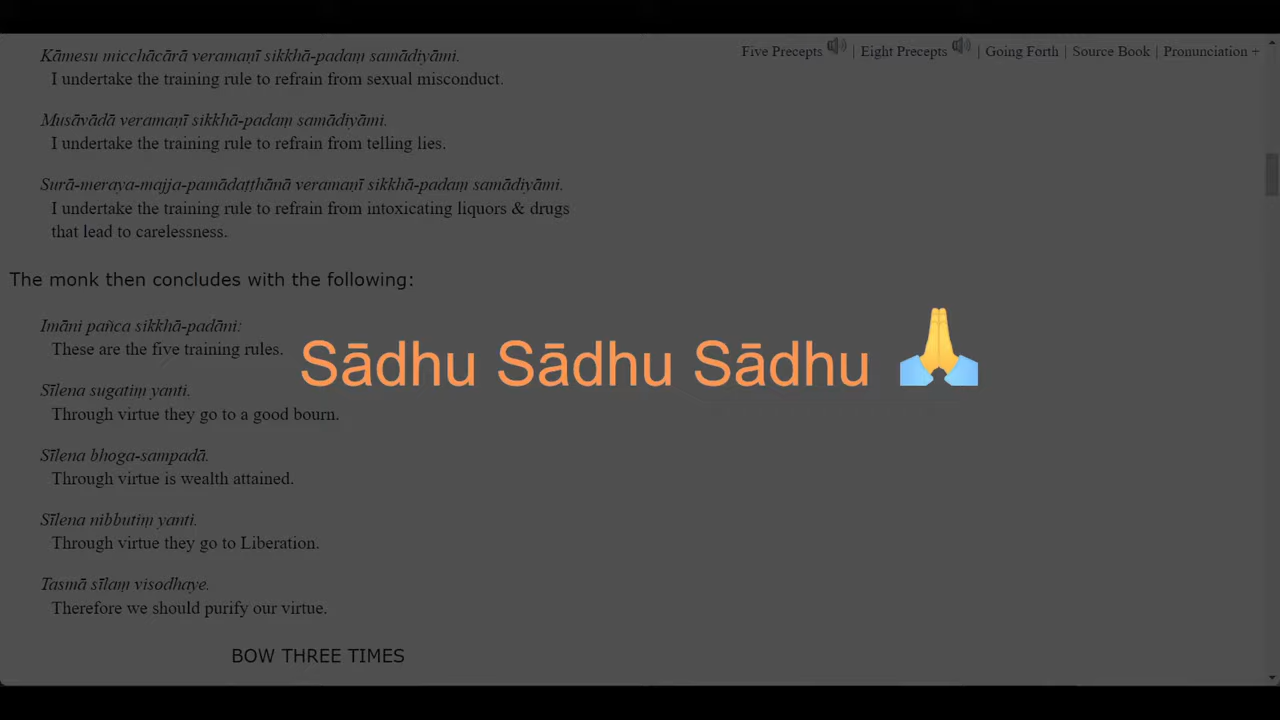 Five Precepts | Eight Precepts | Going Forth | Source Book | Pronunciation +
Kāmesu micchācārā veramaṇī sikkhā-padaṃ samādiyāmi.
I undertake the training rule to refrain from sexual misconduct.
Musāvādā veramaṇī sikkhā-padaṃ samādiyāmi.
I undertake the training rule to refrain from telling lies.
Surā-meraya-majja-pamādaṭṭhānā veramaṇī sikkhā-padaṃ samādiyāmi.
I undertake the training rule to refrain from intoxicating liquors & drugs
that lead to carelessness.
The monk then concludes with the following:
Imāni pañca sikkhā-padāni:
These are the five training rules.
Sādhu Sādhu Sādhu 🙏
Sīlena sugatiṃ yanti.
Through virtue they go to a good bourn.
Sīlena bhoga-sampadā.
Through virtue is wealth attained.
Sīlena nibbutiṃ yanti.
Through virtue they go to Liberation.
Tasmā sīlaṃ visodhaye.
Therefore we should purify our virtue.
BOW THREE TIMES